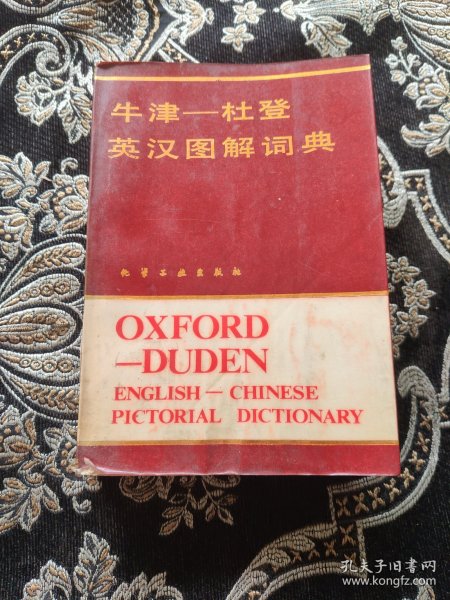 牛津—杜登
英汉图解词典
化学工业出版社
OXFORD
—DUDEN
ENGLISH — CHINESE
PICTORIAL DICTIONARY
孔夫子旧书网
www.kongfz.com